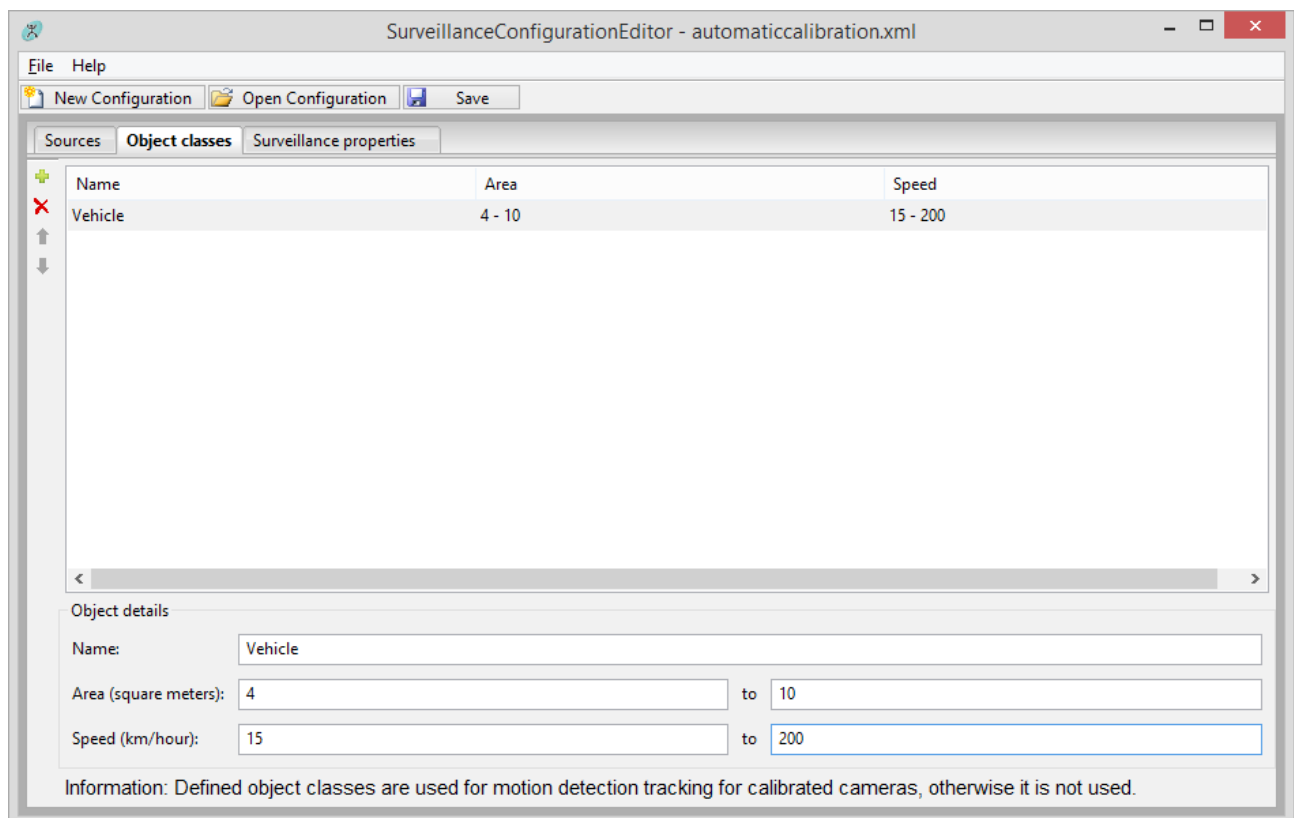 SurveillanceConfigurationEditor - automaticcalibration.xml
File Help
New Configuration Open Configuration Save
Sources Object classes Surveillance properties
Name Area Speed
Vehicle 4 - 10 15 - 200
Object details
Name: Vehicle
Area (square meters): 4 to 10
Speed (km/hour): 15 to 200
Information: Defined object classes are used for motion detection tracking for calibrated cameras, otherwise it is not used.